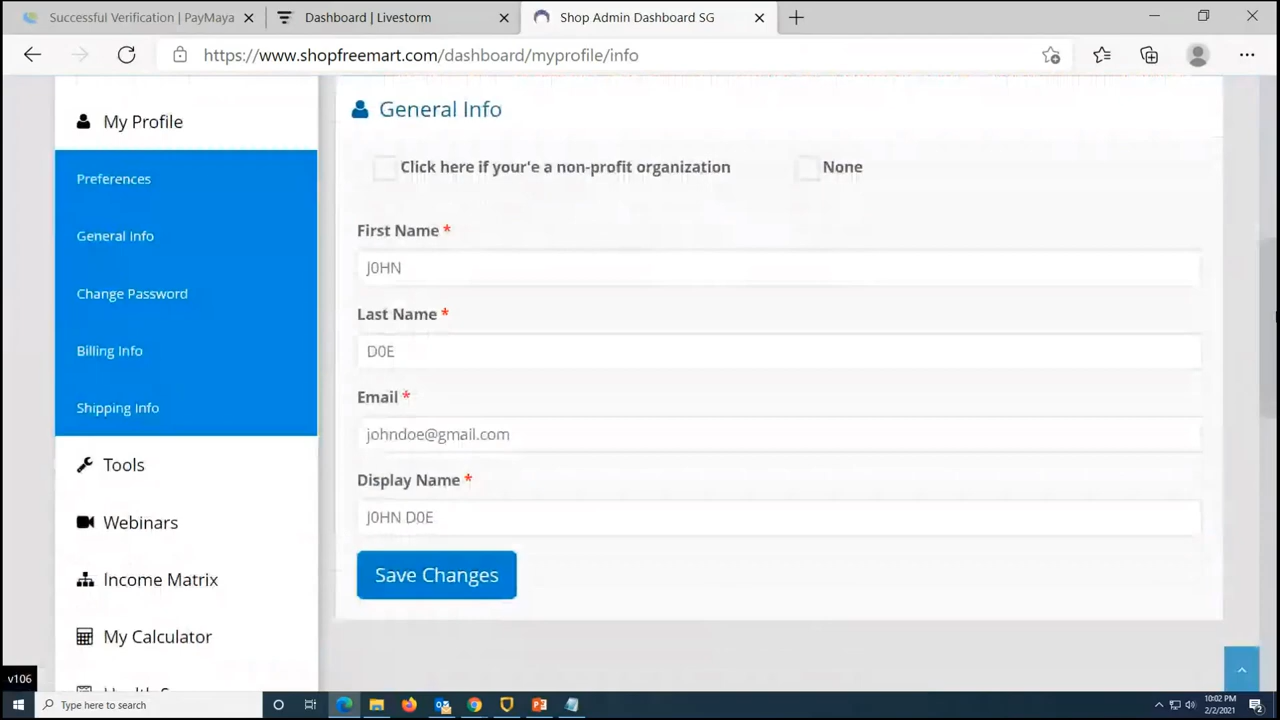 Successful Verification | PayMaya
Dashboard | Livestorm
Shop Admin Dashboard SG
https://www.shopfreemart.com/dashboard/myprofile/info
My Profile
Preferences
General Info
Change Password
Billing Info
Shipping Info
Tools
Webinars
Income Matrix
My Calculator
General Info
Click here if your'e a non-profit organization
None
First Name *
J0HN
Last Name *
D0E
Email *
johndoe@gmail.com
Display Name *
J0HN D0E
Save Changes
v106
Type here to search
10:02 PM
2/2/2021
2